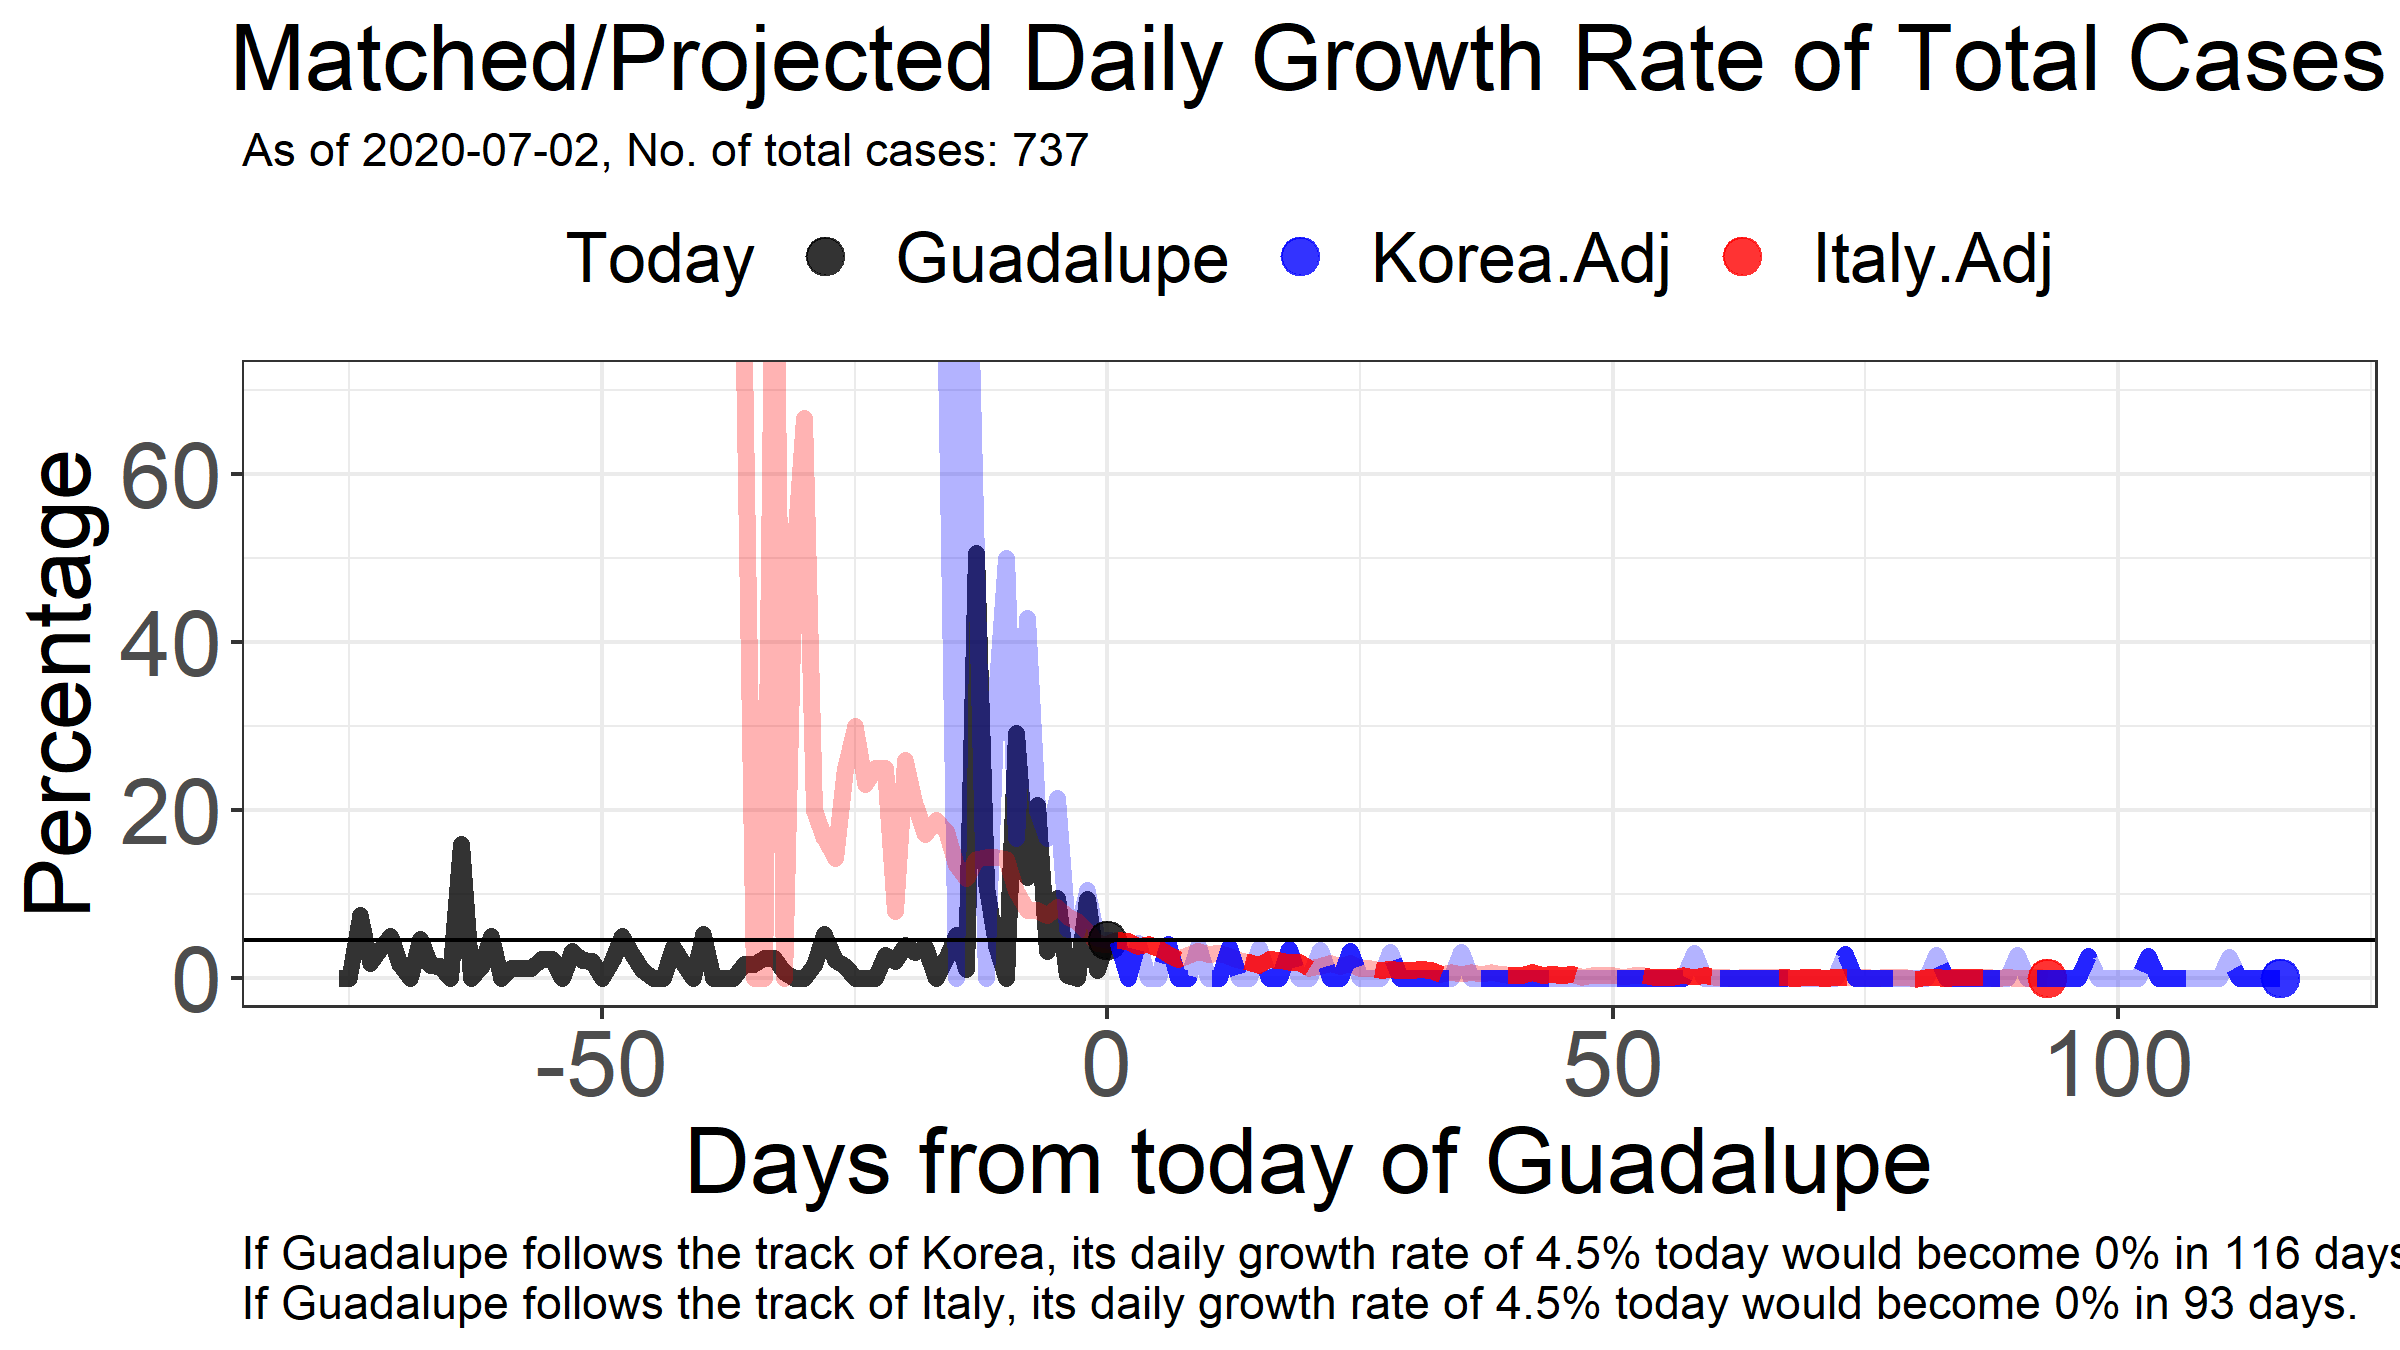 Matched/Projected Daily Growth Rate of Total Cases
As of 2020-07-02, No. of total cases: 737
Today Guadalupe Korea.Adj Italy.Adj
Percentage
60
40
20
0
-50 0 50 100
Days from today of Guadalupe
If Guadalupe follows the track of Korea, its daily growth rate of 4.5% today would become 0% in 116 days
If Guadalupe follows the track of Italy, its daily growth rate of 4.5% today would become 0% in 93 days.